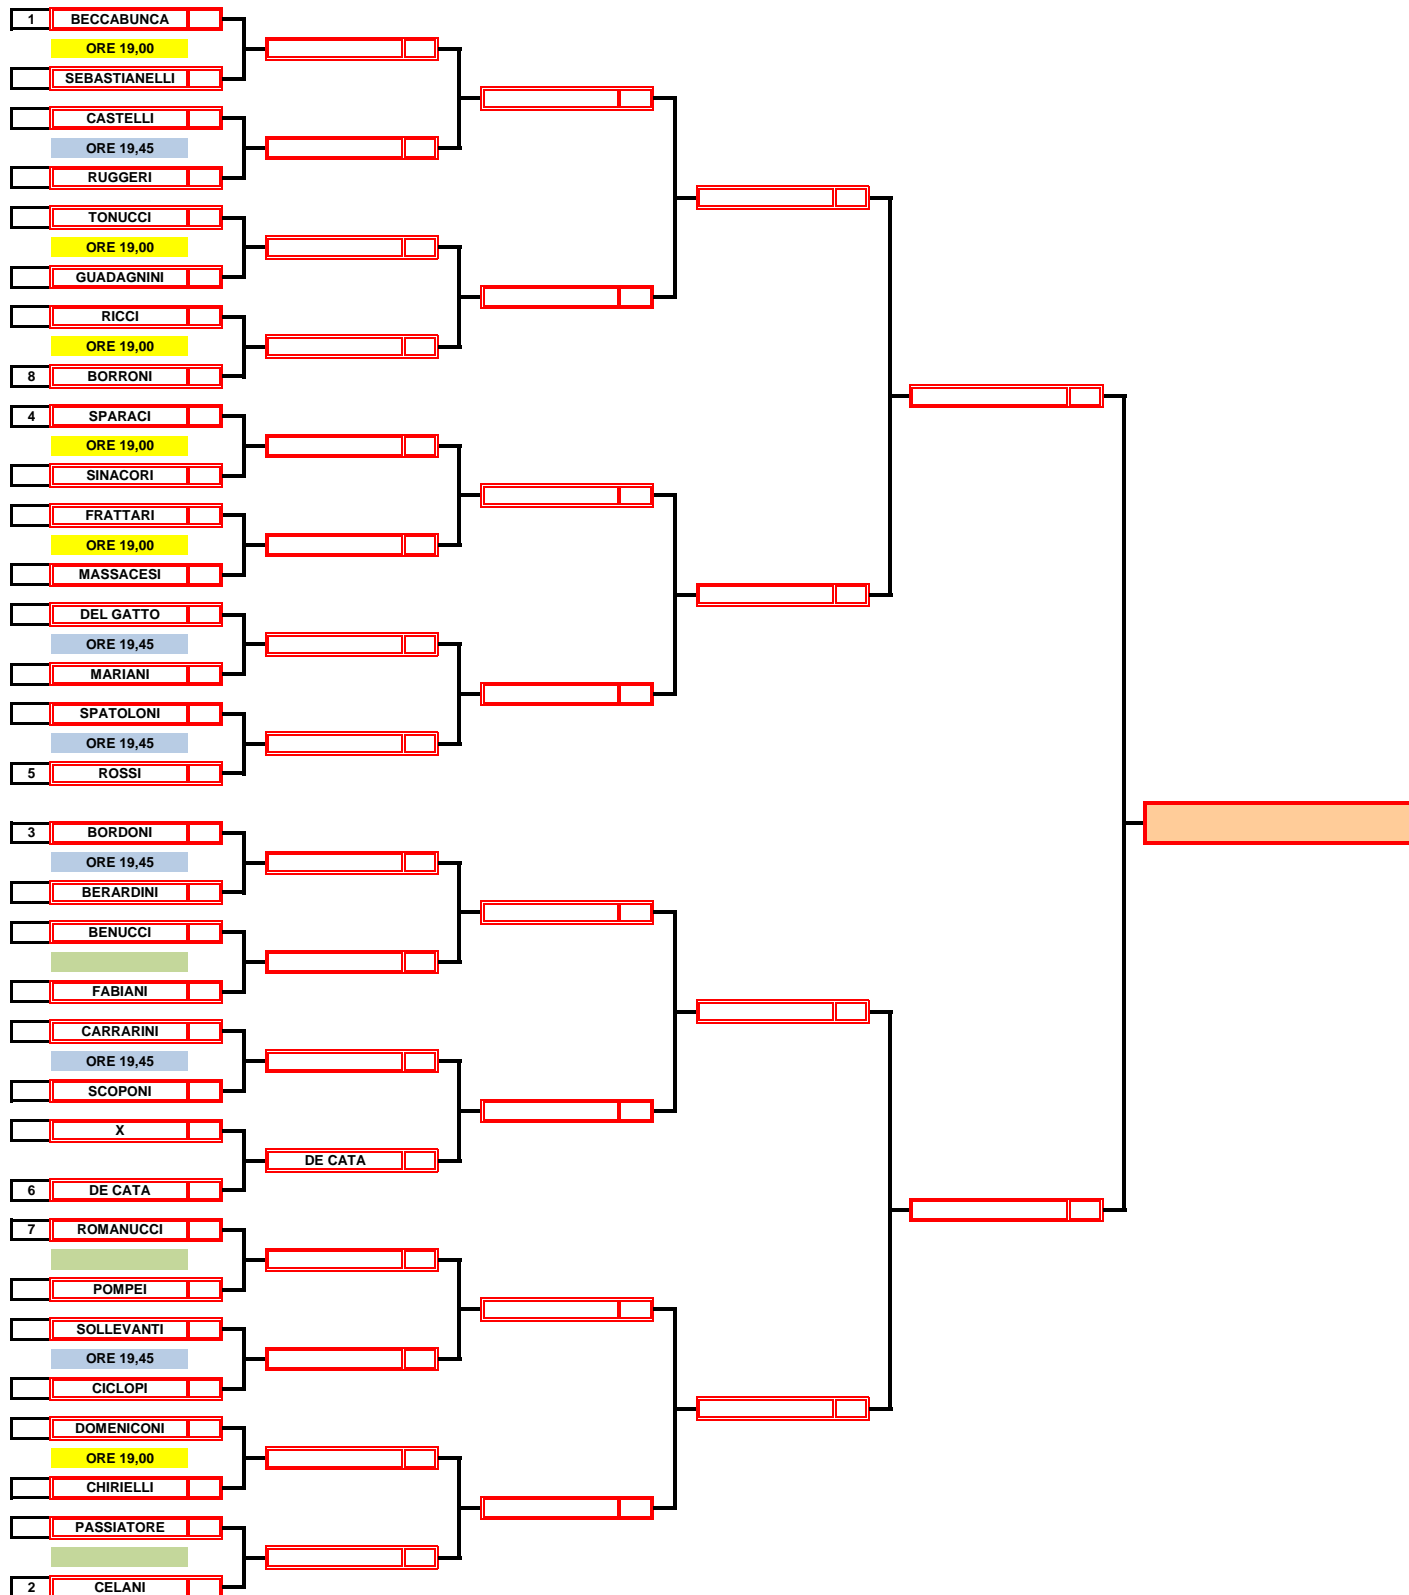 1 BECCABUNCA
ORE 19,00
SEBASTIANELLI
CASTELLI
ORE 19,45
RUGGERI
TONUCCI
ORE 19,00
GUADAGNINI
RICCI
ORE 19,00
8 BORRONI
4 SPARACI
ORE 19,00
SINACORI
FRATTARI
ORE 19,00
MASSACESI
DEL GATTO
ORE 19,45
MARIANI
SPATOLONI
ORE 19,45
5 ROSSI
3 BORDONI
ORE 19,45
BERARDINI
BENUCCI
FABIANI
CARRARINI
ORE 19,45
SCOPONI
X
DE CATA
6 DE CATA
7 ROMANUCCI
POMPEI
SOLLEVANTI
ORE 19,45
CICLOPI
DOMENICONI
ORE 19,00
CHIRIELLI
PASSIATORE
2 CELANI